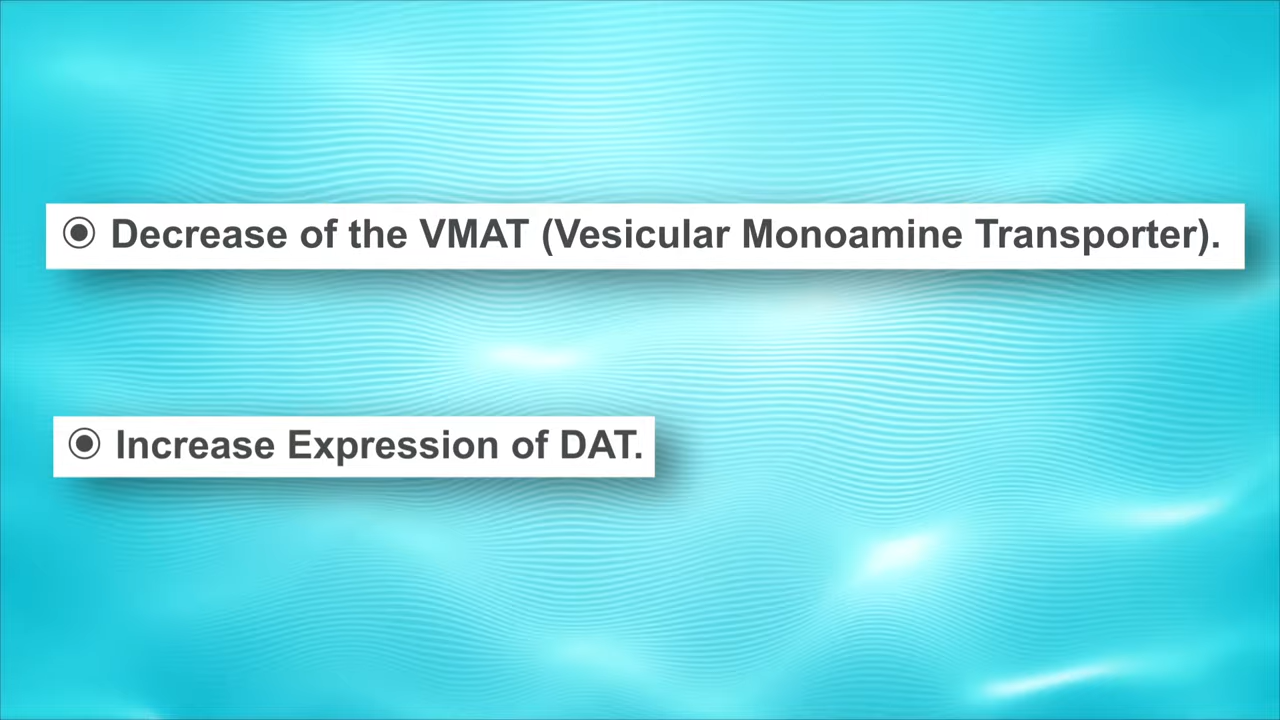 Decrease of the VMAT (Vesicular Monoamine Transporter).
Increase Expression of DAT.